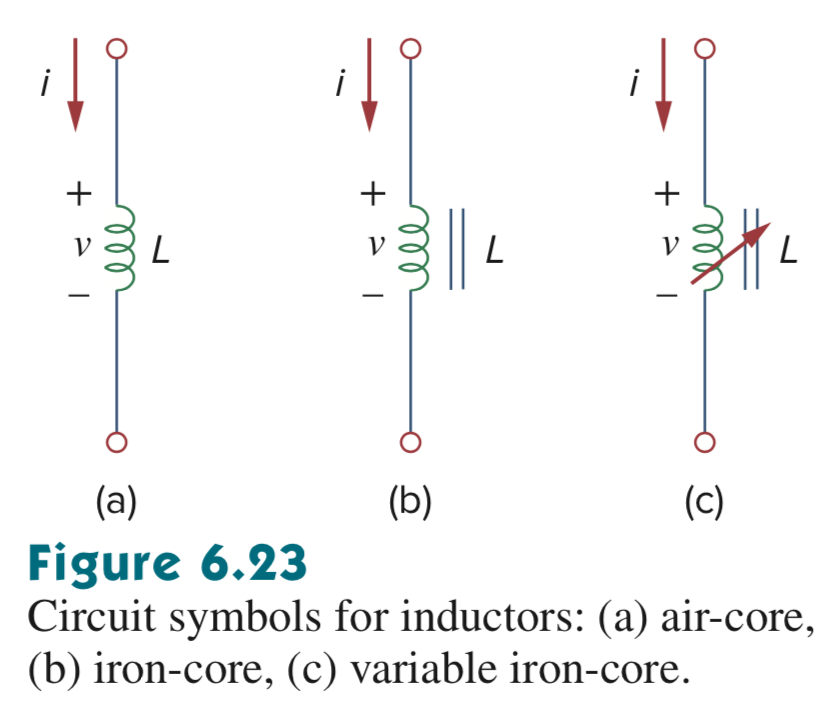 i i i
+ + +
v L v L v L
− − −
(a) (b) (c)
Figure 6.23
Circuit symbols for inductors: (a) air-core,
(b) iron-core, (c) variable iron-core.